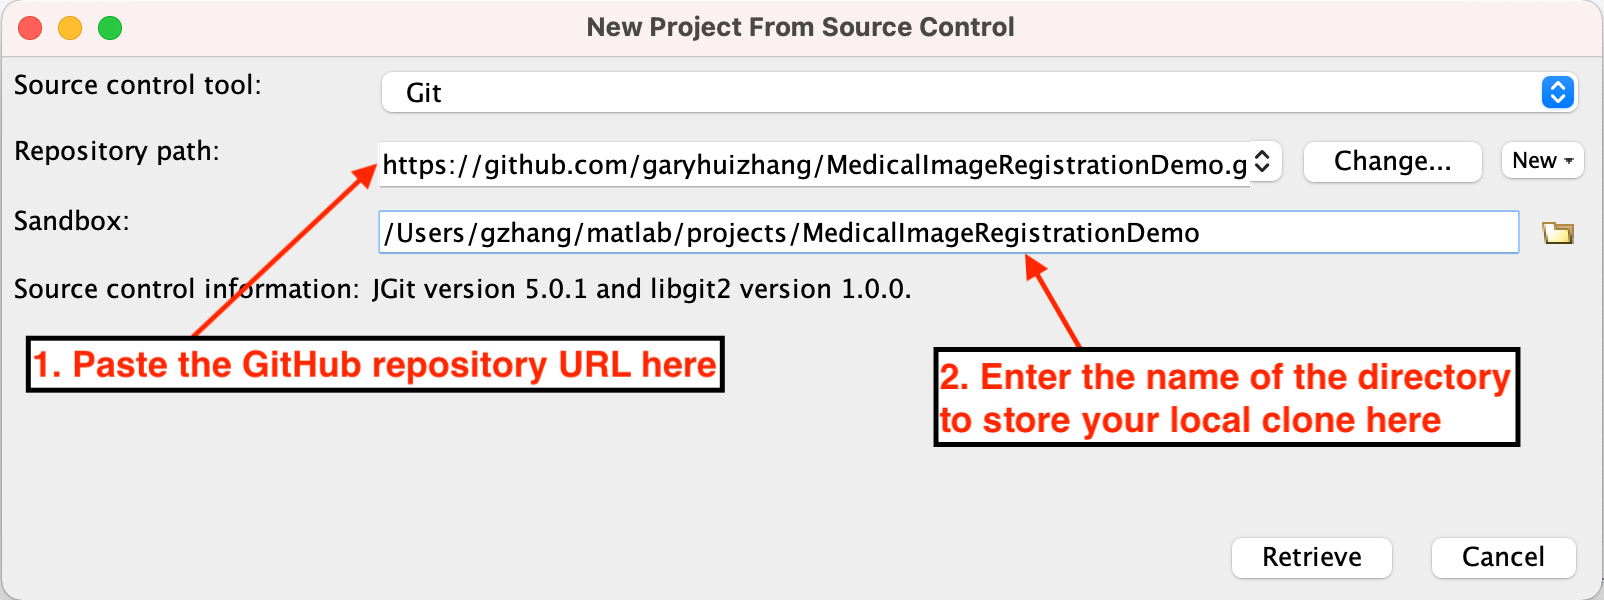 New Project From Source Control
Source control tool:
Git
Repository path:
https://github.com/garyhuizhang/MedicalImageRegistrationDemo.g
Change...
New
Sandbox:
/Users/gzhang/matlab/projects/MedicalImageRegistrationDemo
Source control information: JGit version 5.0.1 and libgit2 version 1.0.0.
1. Paste the GitHub repository URL here
2. Enter the name of the directory
to store your local clone here
Retrieve
Cancel